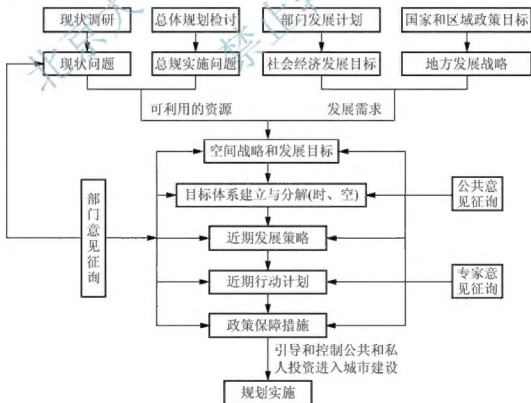 现状调研
总体规划检讨
部门发展计划
国家和区域政策目标
现状问题
总规实施问题
社会经济发展目标
地方发展战略
可利用的资源
发展需求
空间战略和发展目标
目标体系建立与分解(时、空)
公共意
见征询
部
门
意
见
征
询
近期发展策略
近期行动计划
专家意
见征询
政策保障措施
引导和控制公共和私
人投资进入城市建设
规划实施